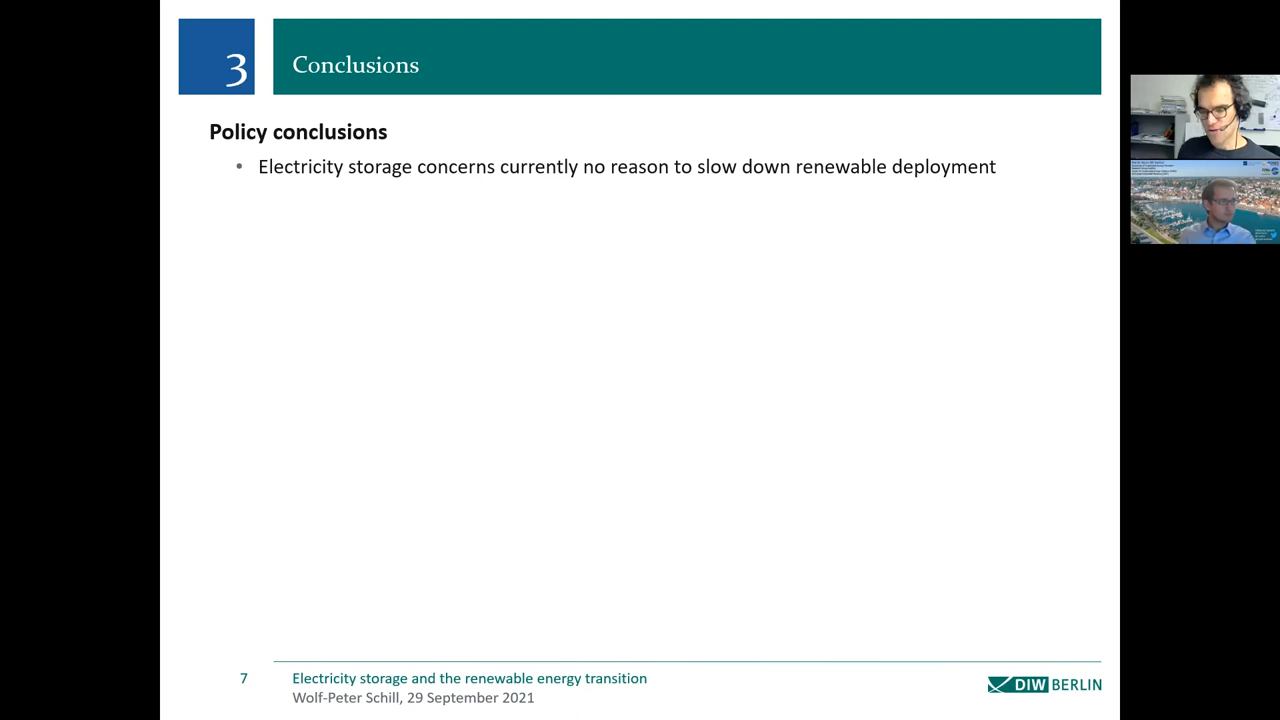 3
Conclusions
Policy conclusions
• Electricity storage concerns currently no reason to slow down renewable deployment
7
Electricity storage and the renewable energy transition
Wolf-Peter Schill, 29 September 2021
DIW BERLIN